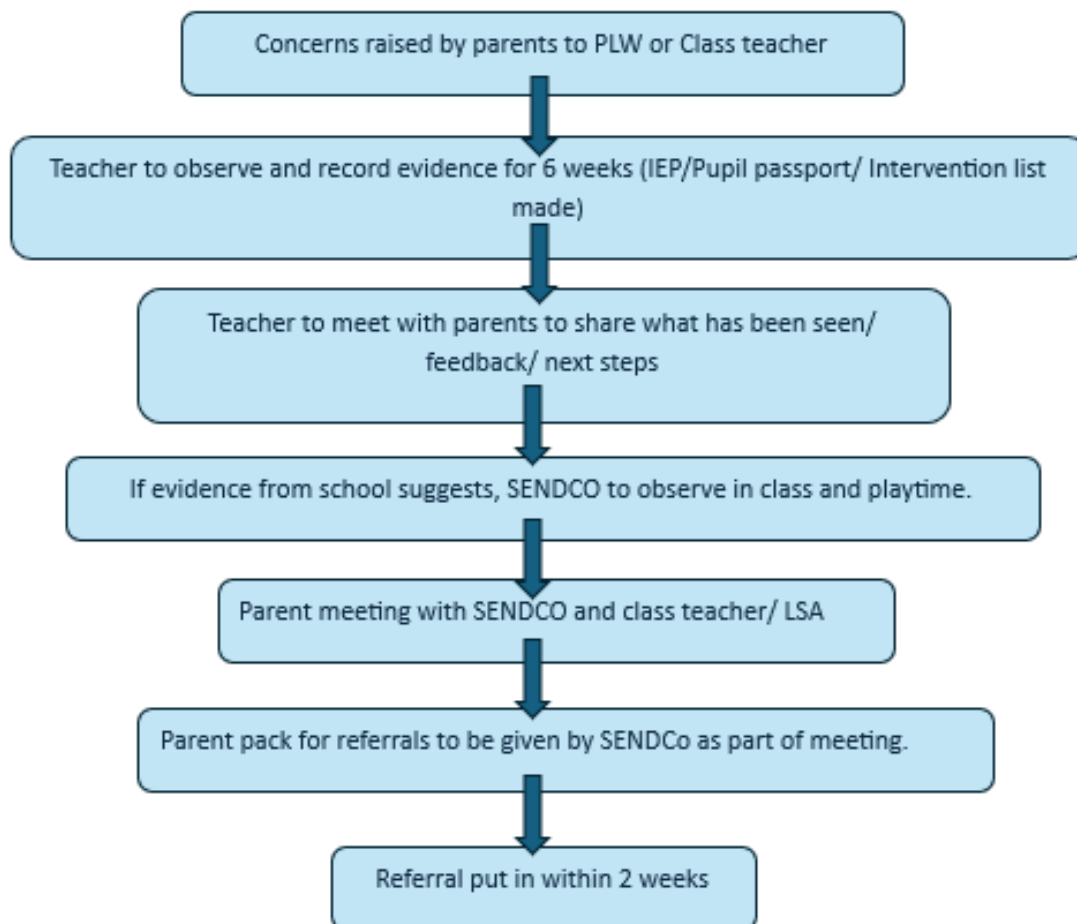 Concerns raised by parents to PLW or Class teacher
Teacher to observe and record evidence for 6 weeks (IEP/Pupil passport/ Intervention list
made)
Teacher to meet with parents to share what has been seen/
feedback/ next steps
If evidence from school suggests, SENDCO to observe in class and playtime.
Parent meeting with SENDCO and class teacher/ LSA
Parent pack for referrals to be given by SENDCo as part of meeting.
Referral put in within 2 weeks